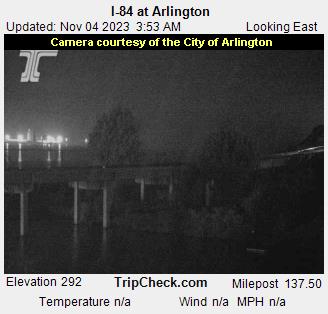 I-84 at Arlington
Updated: Nov 04 2023 3:53 AM Looking East
Camera courtesy of the City of Arlington
Elevation 292 TripCheck.com Milepost 137.50
Temperature n/a Wind n/a MPH n/a